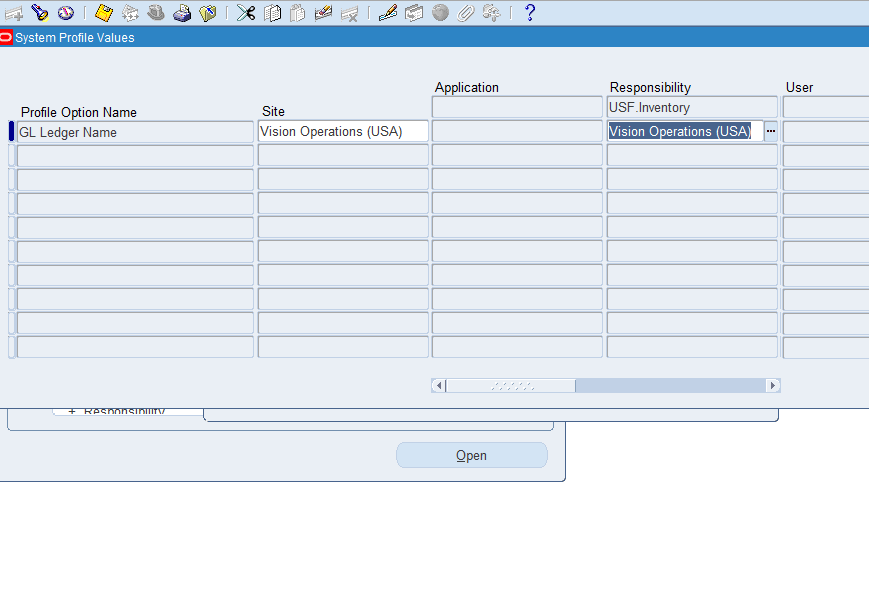 System Profile Values
Application
Responsibility
User
Profile Option Name
Site
USF.Inventory
GL Ledger Name
Vision Operations (USA)
Vision Operations (USA)
...
+ Responsibility
Open